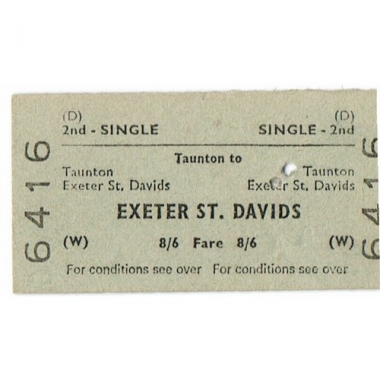 (D) (D)
2nd - SINGLE SINGLE - 2nd
Taunton to
Taunton Taunton
Exeter St. Davids Exeter St. Davids
EXETER ST. DAVIDS
(W) 8/6 Fare 8/6 (W)
For conditions see over For conditions see over
6416
6416